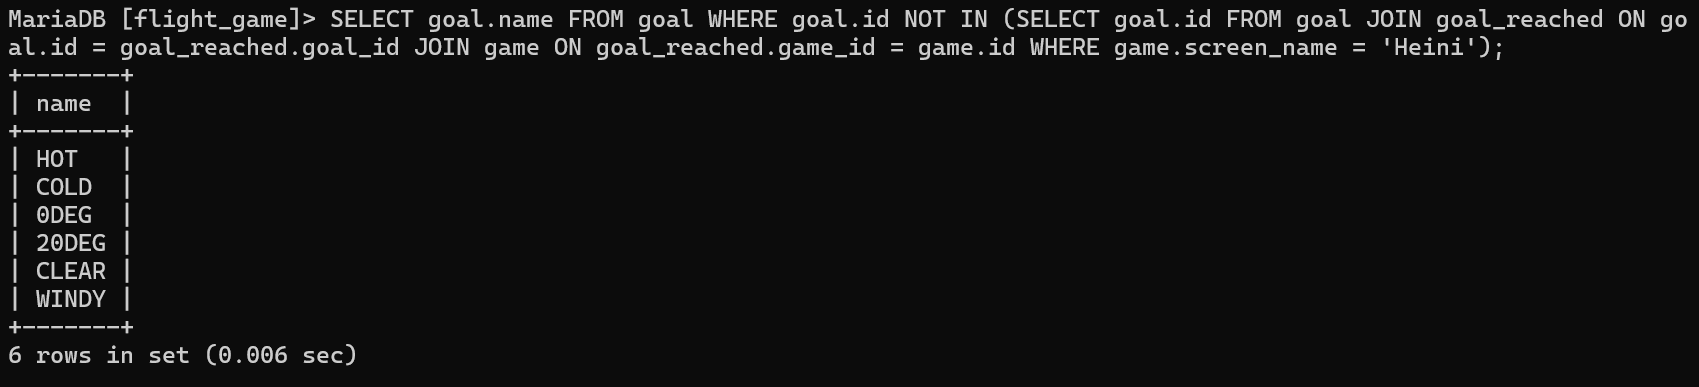 MariaDB [flight_game]> SELECT goal.name FROM goal WHERE goal.id NOT IN (SELECT goal.id FROM goal JOIN goal_reached ON go
al.id = goal_reached.goal_id JOIN game ON goal_reached.game_id = game.id WHERE game.screen_name = 'Heini');
+-------+
| name  |
+-------+
| HOT   |
| COLD  |
| 0DEG  |
| 20DEG |
| CLEAR |
| WINDY |
+-------+
6 rows in set (0.006 sec)